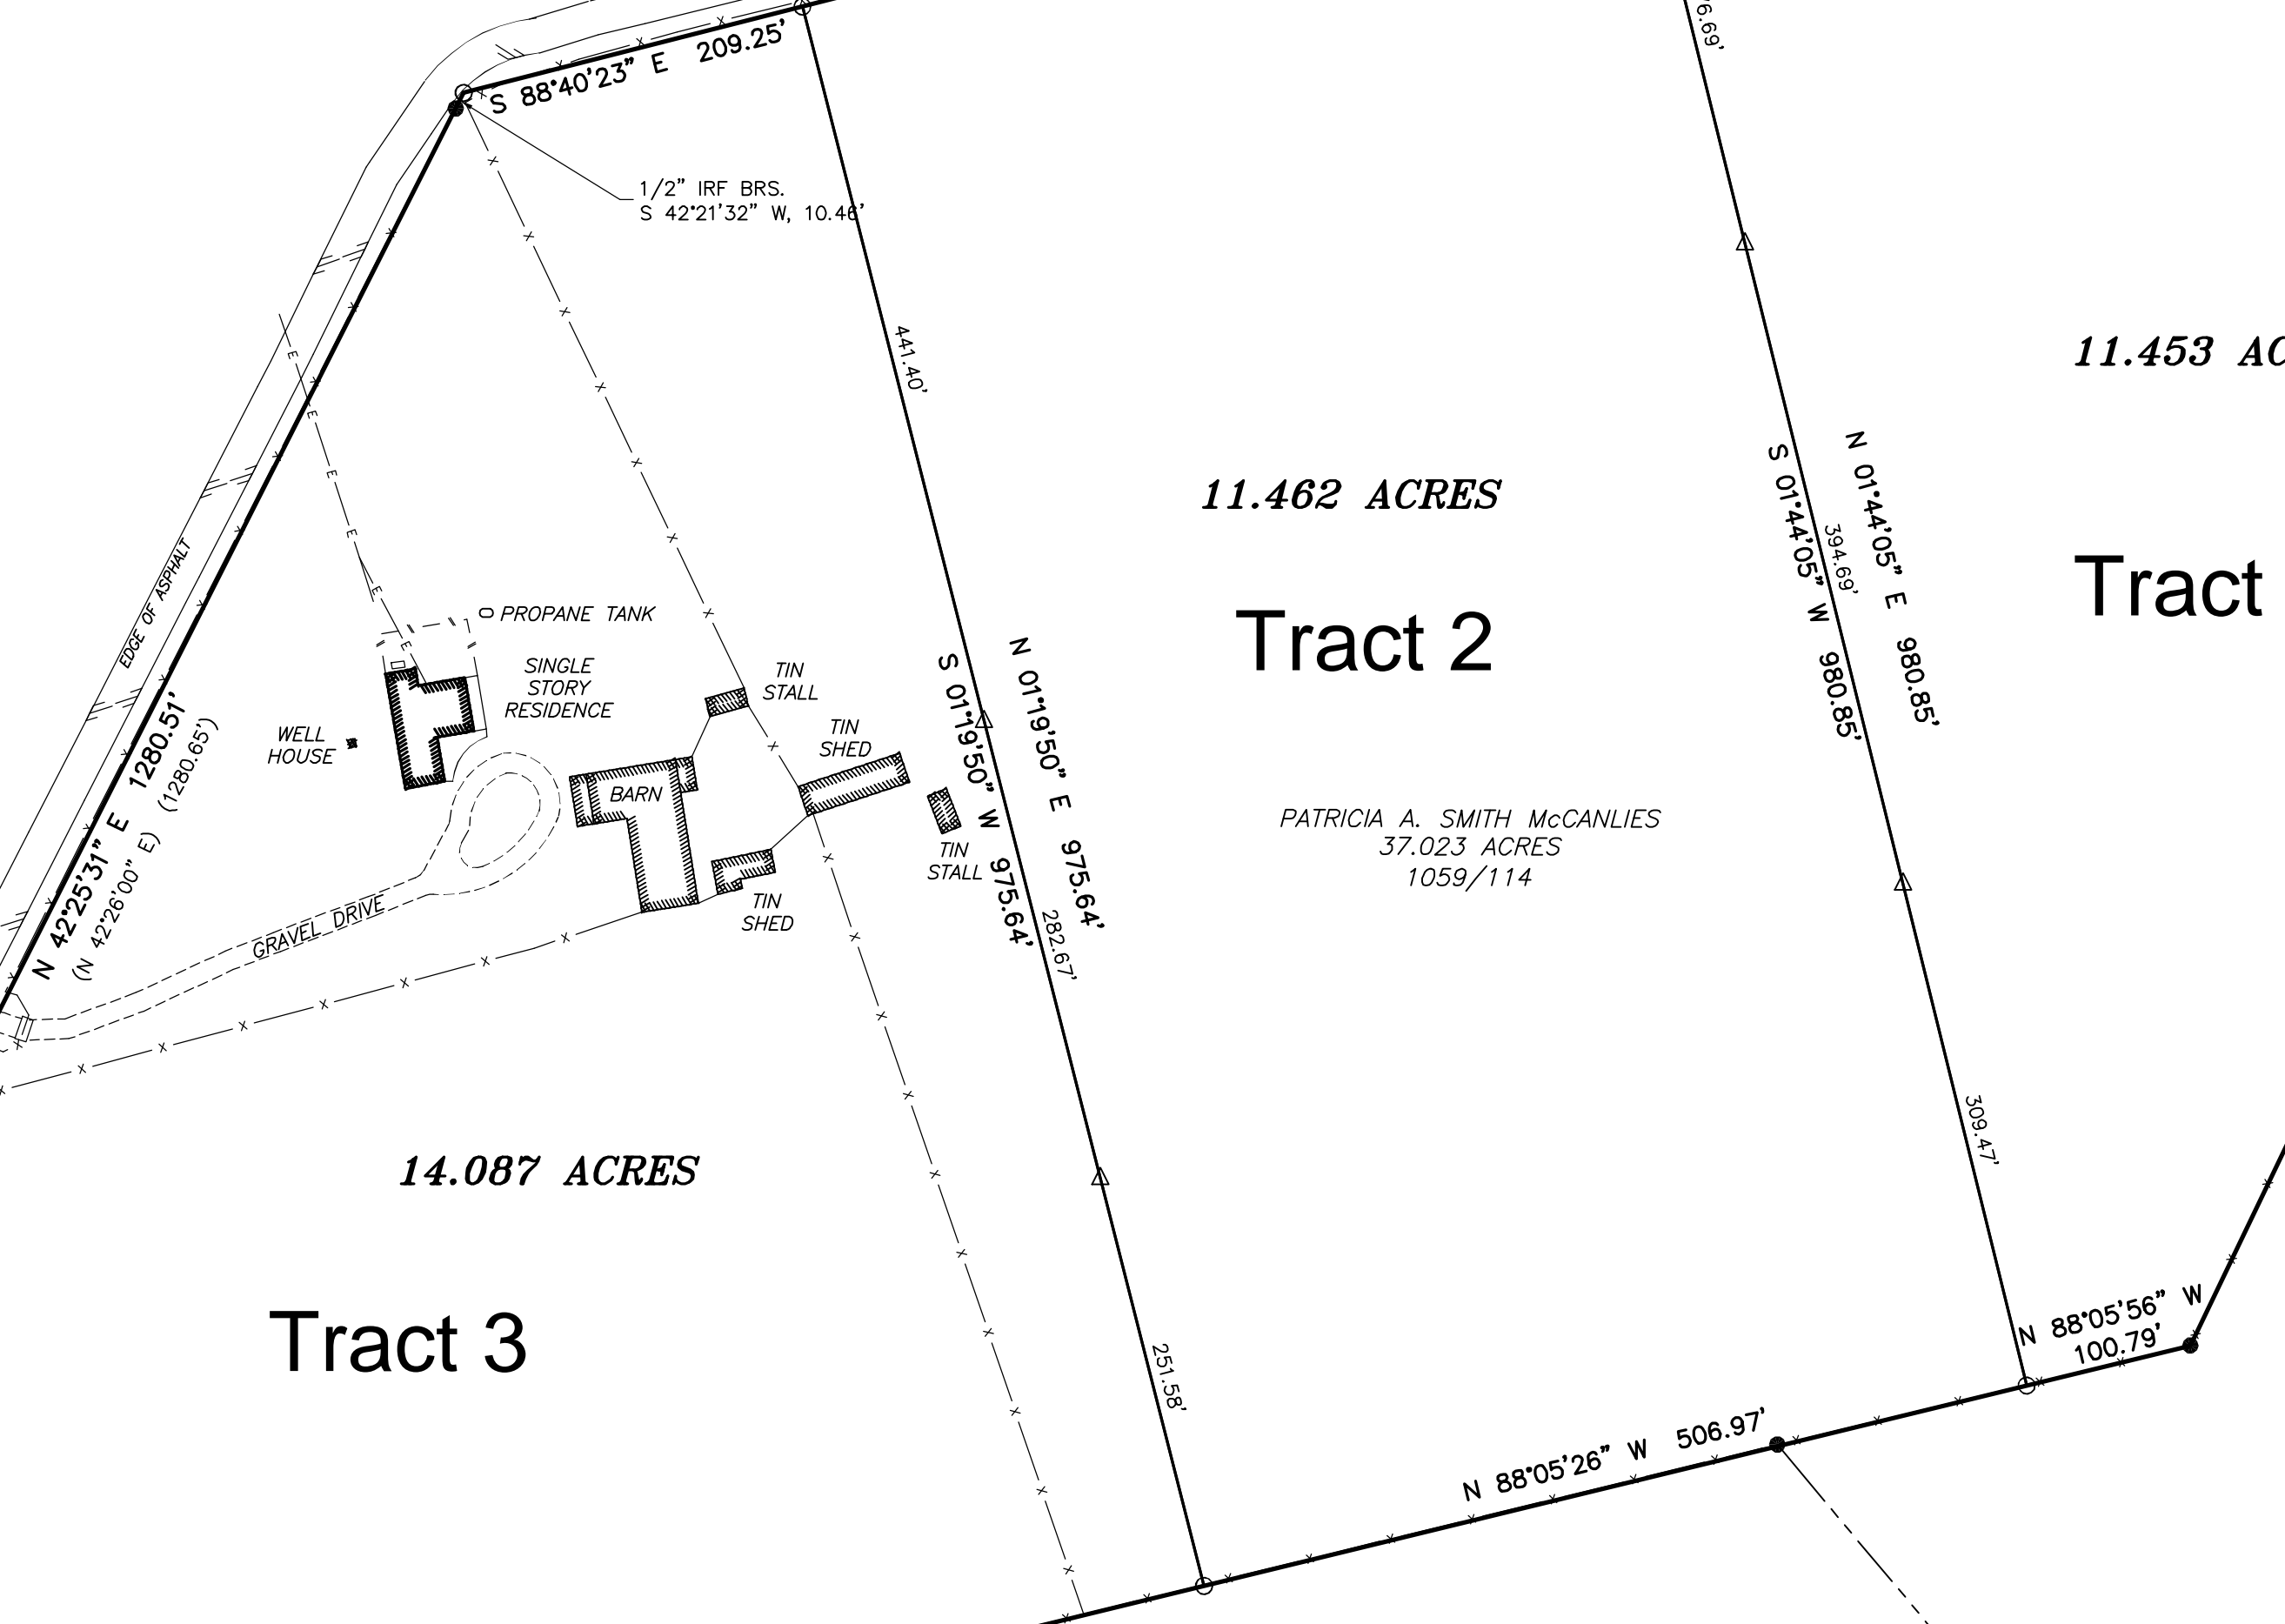 S 88°40'23" E 209.25'
6.69'
1/2" IRF BRS.
S 42°21'32" W, 10.46'
441.40'
11.453 AC
11.462 ACRES
Tract 2
Tract
S 01°44'05" W 980.85'
394.69'
N 01°44'05" E 980.85'
EDGE OF ASPHALT
E
E
E
E
E
E
PROPANE TANK
SINGLE
STORY
RESIDENCE
TIN
STALL
WELL
HOUSE
TIN
SHED
BARN
TIN
STALL
TIN
SHED
S 01°19'50" W 975.64'
N 01°19'50" E 975.64'
282.67'
PATRICIA A. SMITH McCANLIES
37.023 ACRES
1059/114
N 42°25'31" E 1280.51'
(N 42°26'00" E) (1280.65')
GRAVEL DRIVE
14.087 ACRES
Tract 3
309.47'
251.58'
N 88°05'56" W
100.79'
N 88°05'26" W 506.97'